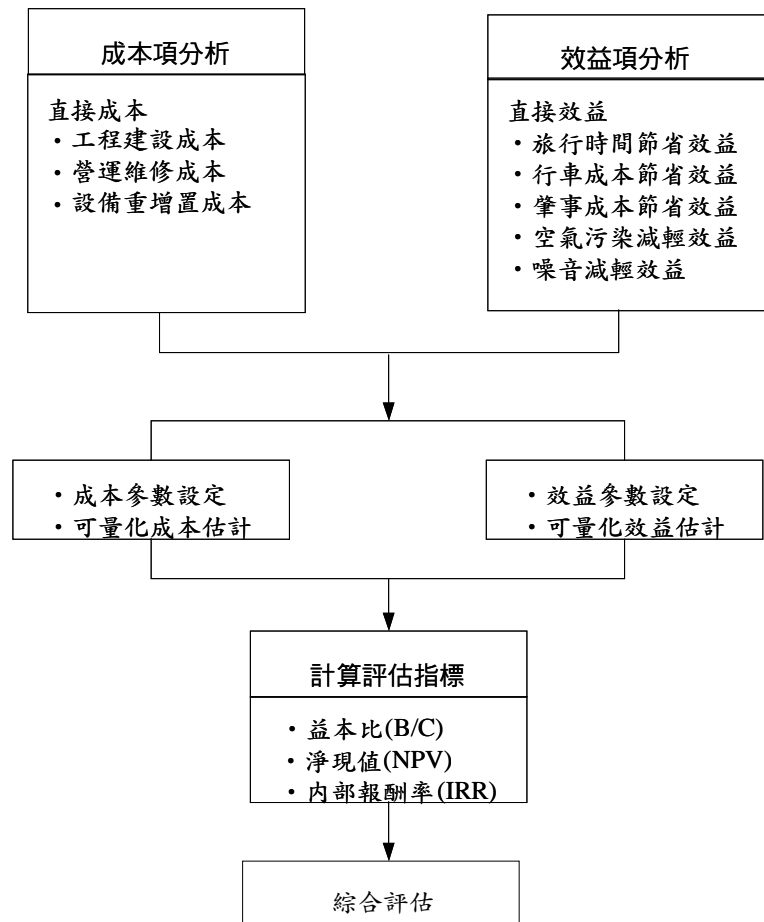 成本項分析
直接成本
・工程建設成本
・營運維修成本
・設備重增置成本
效益項分析
直接效益
・旅行時間節省效益
・行車成本節省效益
・肇事成本節省效益
・空氣污染減輕效益
・噪音減輕效益
・成本參數設定
・可量化成本估計
・效益參數設定
・可量化效益估計
計算評估指標
・益本比(B/C)
・淨現值(NPV)
・內部報酬率(IRR)
綜合評估